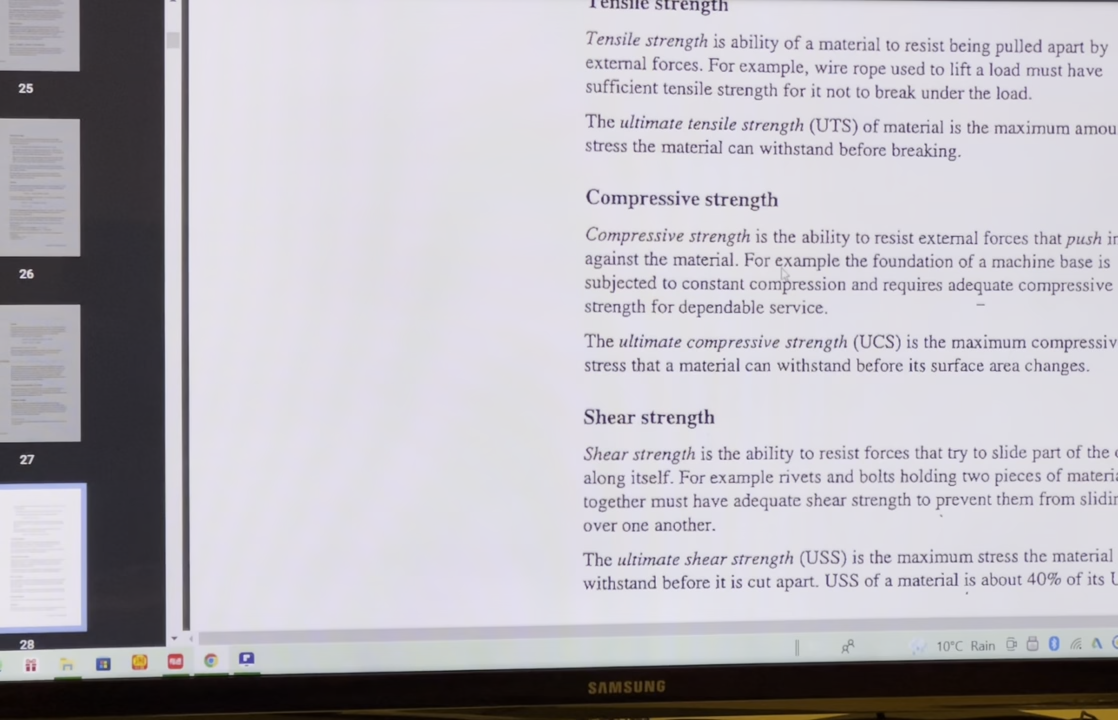 Tensile strength
Tensile strength is ability of a material to resist being pulled apart by
external forces. For example, wire rope used to lift a load must have
sufficient tensile strength for it not to break under the load.
The ultimate tensile strength (UTS) of material is the maximum amou
stress the material can withstand before breaking.
Compressive strength
Compressive strength is the ability to resist external forces that push in
against the material. For example the foundation of a machine base is
subjected to constant compression and requires adequate compressive
strength for dependable service.
The ultimate compressive strength (UCS) is the maximum compressiv
stress that a material can withstand before its surface area changes.
Shear strength
Shear strength is the ability to resist forces that try to slide part of the
along itself. For example rivets and bolts holding two pieces of materia
together must have adequate shear strength to prevent them from slidin
over one another.
The ultimate shear strength (USS) is the maximum stress the material
withstand before it is cut apart. USS of a material is about 40% of its U
25
26
27
28
10°C Rain
SAMSUNG